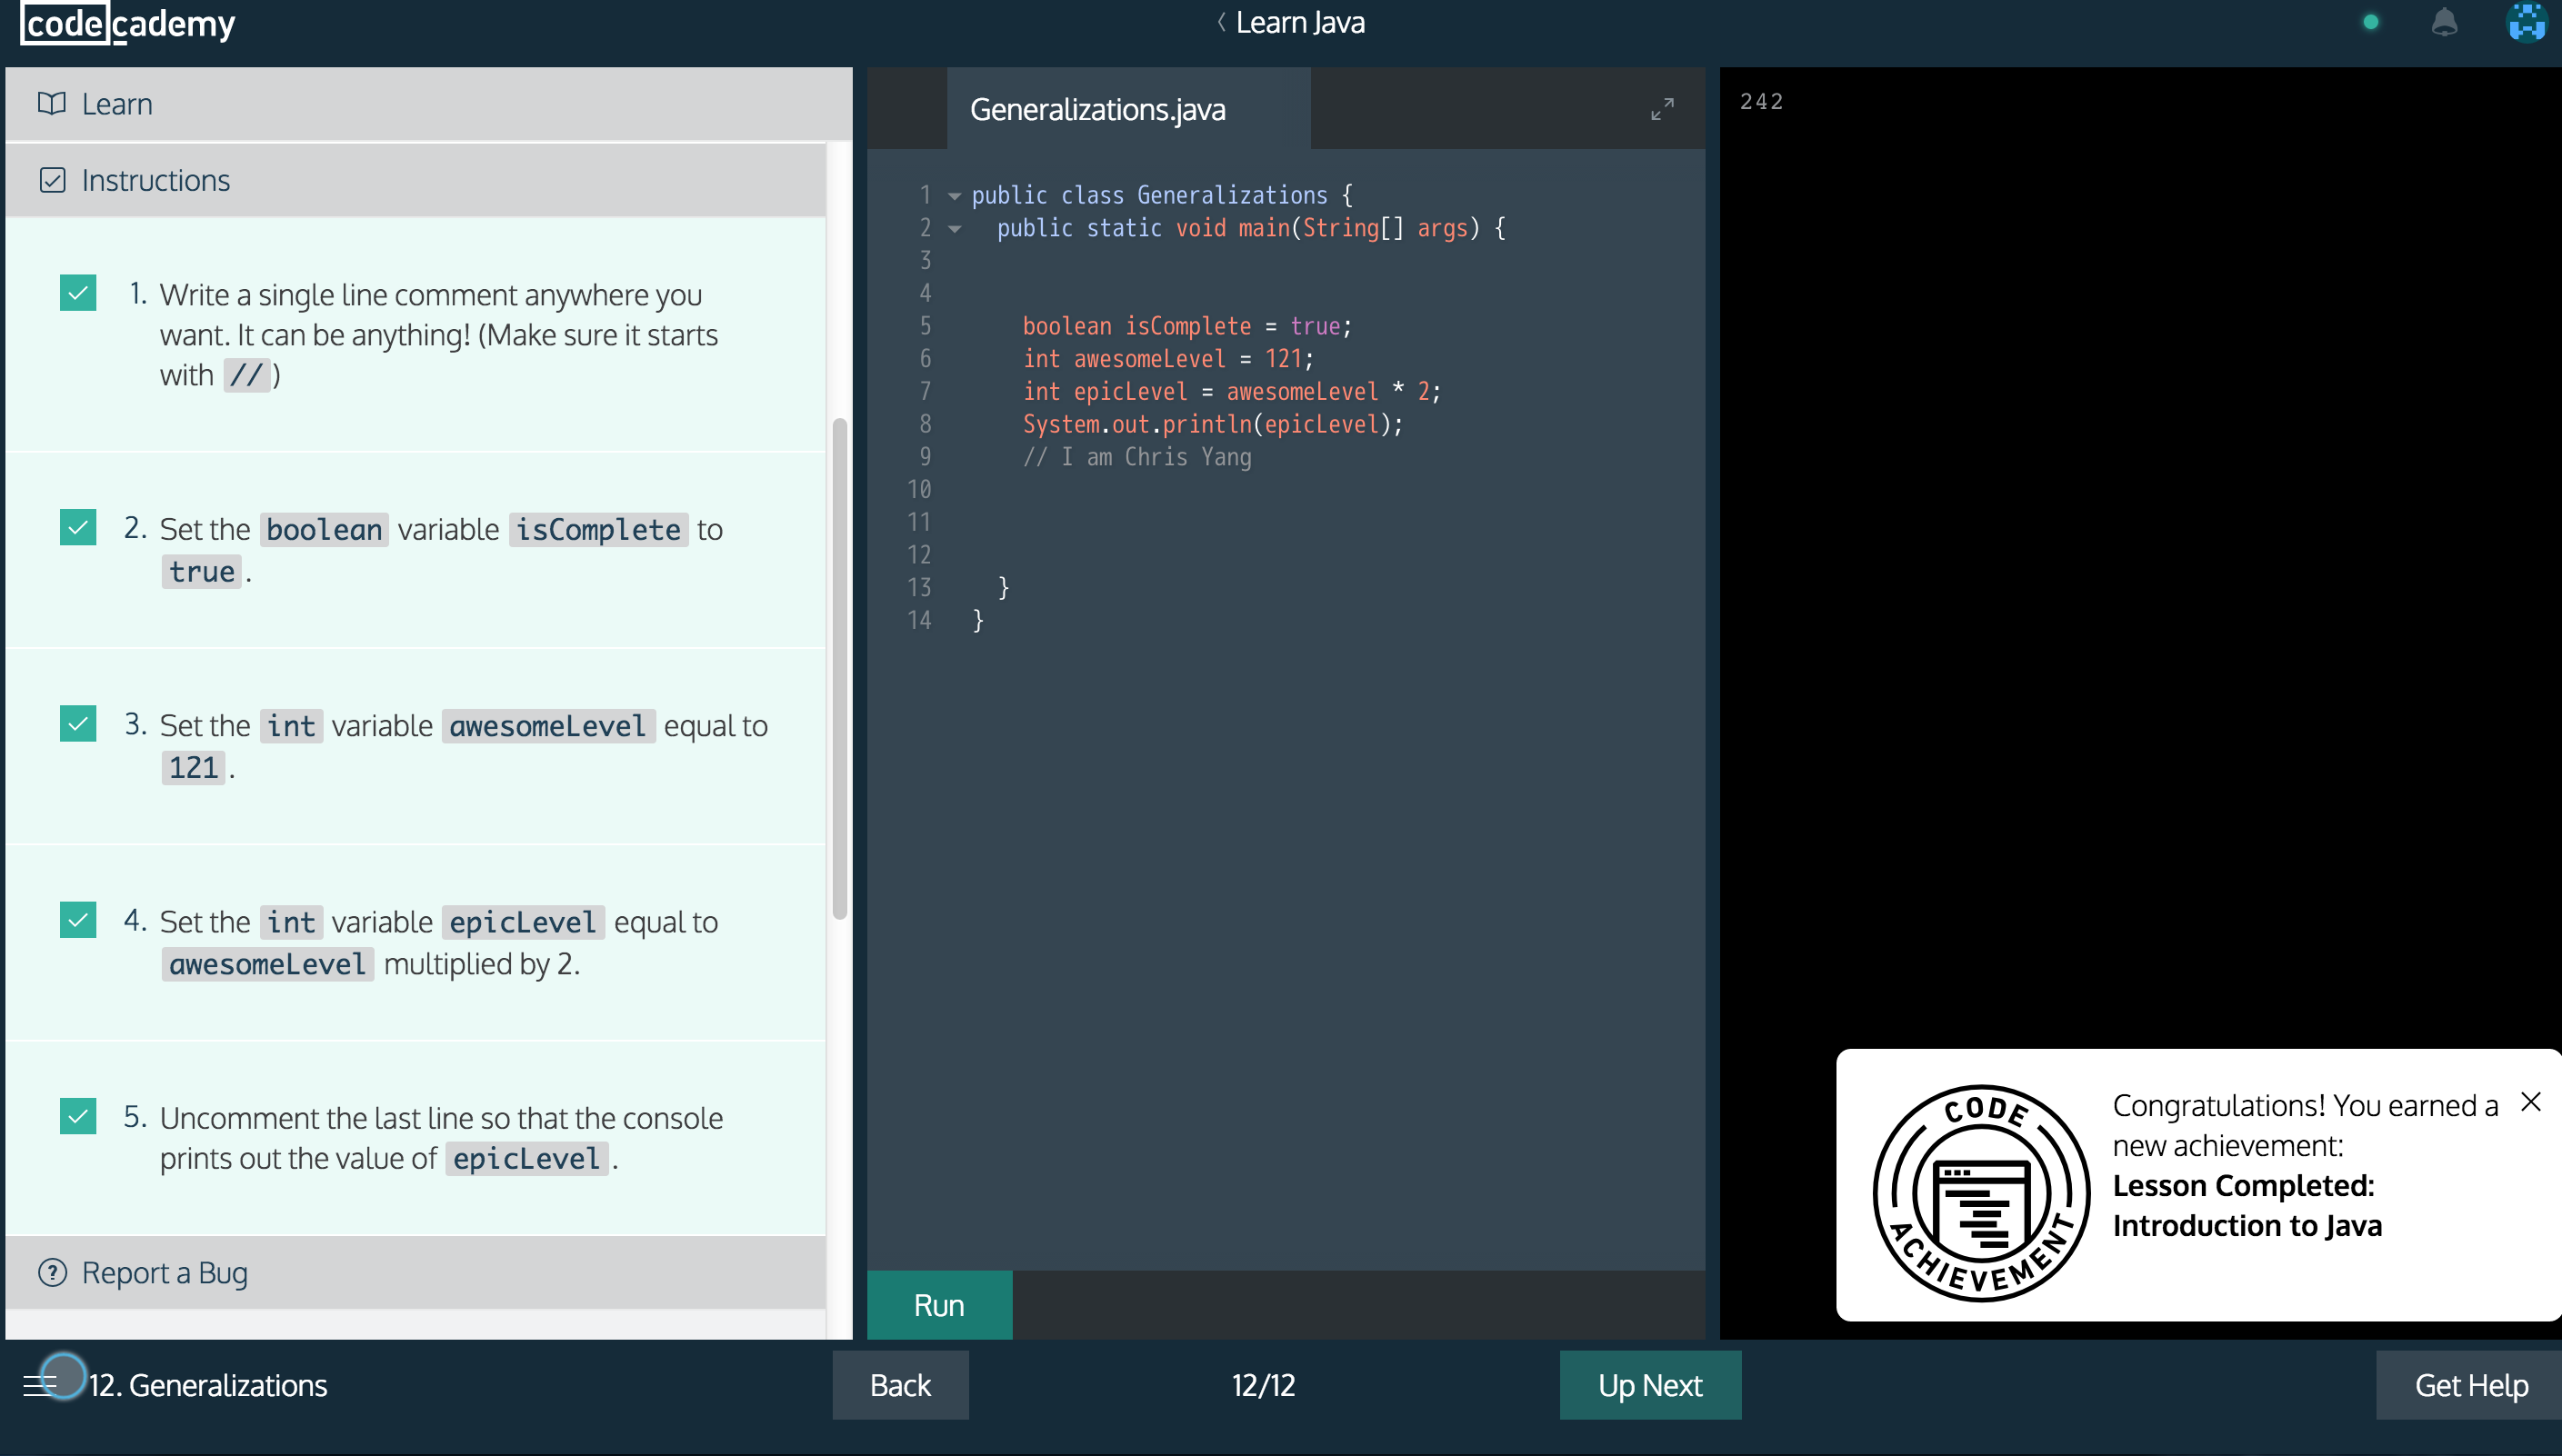 codecademy
Learn Java
Learn
Instructions
1. Write a single line comment anywhere you
want. It can be anything! (Make sure it starts
with // )
2. Set the boolean variable isComplete to
true .
3. Set the int variable awesomeLevel equal to
121 .
4. Set the int variable epicLevel equal to
awesomeLevel multiplied by 2.
5. Uncomment the last line so that the console
prints out the value of epicLevel .
? Report a Bug
Generalizations.java
1 public class Generalizations {
2 public static void main(String[] args) {
3
4
5 boolean isComplete = true;
6 int awesomeLevel = 121;
7 int epicLevel = awesomeLevel * 2;
8 System.out.println(epicLevel);
9 // I am Chris Yang
10
11
12
13 }
14 }
Run
242
CODE
ACHIEVEMENT
Congratulations! You earned a
new achievement:
Lesson Completed:
Introduction to Java
12. Generalizations
Back
12/12
Up Next
Get Help